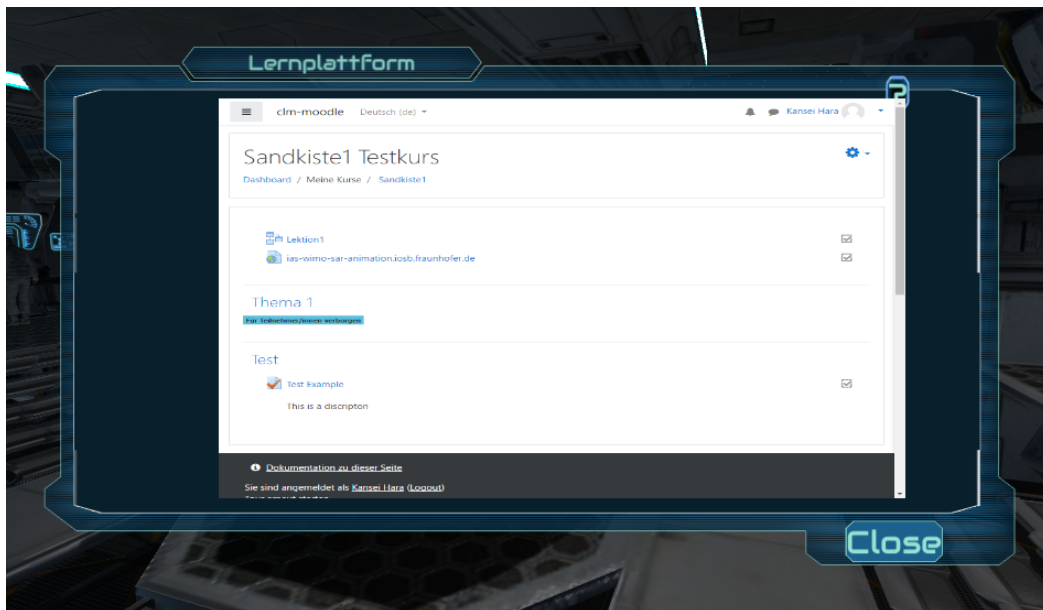 Lernplattform
?
clm-moodle Deutsch (de) Kansei Hara
Sandkiste1 Testkurs
Dashboard / Meine Kurse / Sandkiste1
Lektion1
ias-wimo-sar-animation.iosb.fraunhofer.de
Thema 1
Für Teilnehmer/innen verborgen
Test
Test Example
This is a discripton
Dokumentation zu dieser Seite
Sie sind angemeldet als Kansei Hara (Logout)
Close